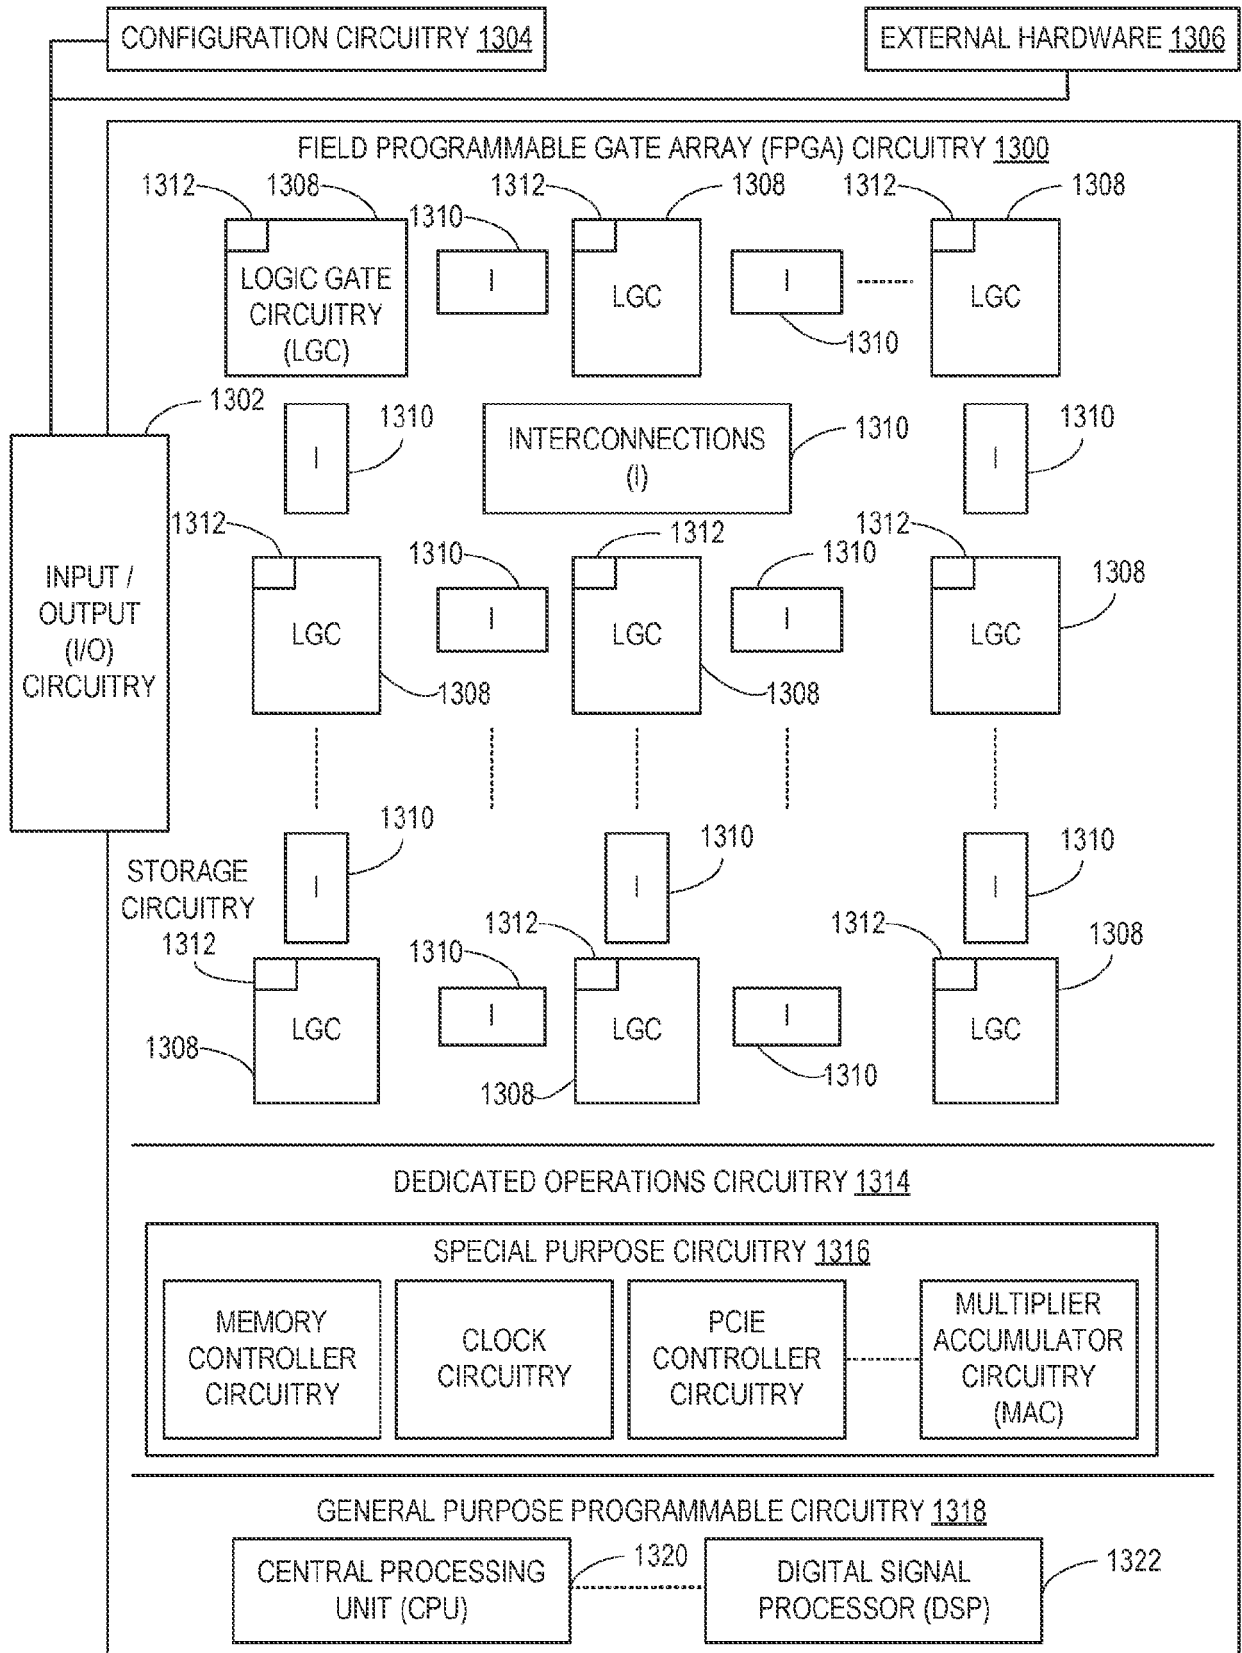 CONFIGURATION CIRCUITRY 1304
EXTERNAL HARDWARE 1306
FIELD PROGRAMMABLE GATE ARRAY (FPGA) CIRCUITRY 1300
1312
1308
1312
1308
1312
1308
1310
LOGIC GATE
CIRCUITRY
(LGC)
I
LGC
I
LGC
1310
1302
1310
1310
1310
I
INTERCONNECTIONS
(I)
I
1312
1312
1310
1310
1312
INPUT /
OUTPUT
(I/O)
CIRCUITRY
LGC
I
LGC
I
LGC
1308
1308
1308
1310
1310
1310
STORAGE
CIRCUITRY
I
I
I
1312
1312
1312
1308
1310
LGC
I
LGC
I
LGC
1308
1308
1310
DEDICATED OPERATIONS CIRCUITRY 1314
SPECIAL PURPOSE CIRCUITRY 1316
MEMORY
CONTROLLER
CIRCUITRY
CLOCK
CIRCUITRY
PCIE
CONTROLLER
CIRCUITRY
MULTIPLIER
ACCUMULATOR
CIRCUITRY
(MAC)
GENERAL PURPOSE PROGRAMMABLE CIRCUITRY 1318
CENTRAL PROCESSING
UNIT (CPU)
1320
DIGITAL SIGNAL
PROCESSOR (DSP)
1322